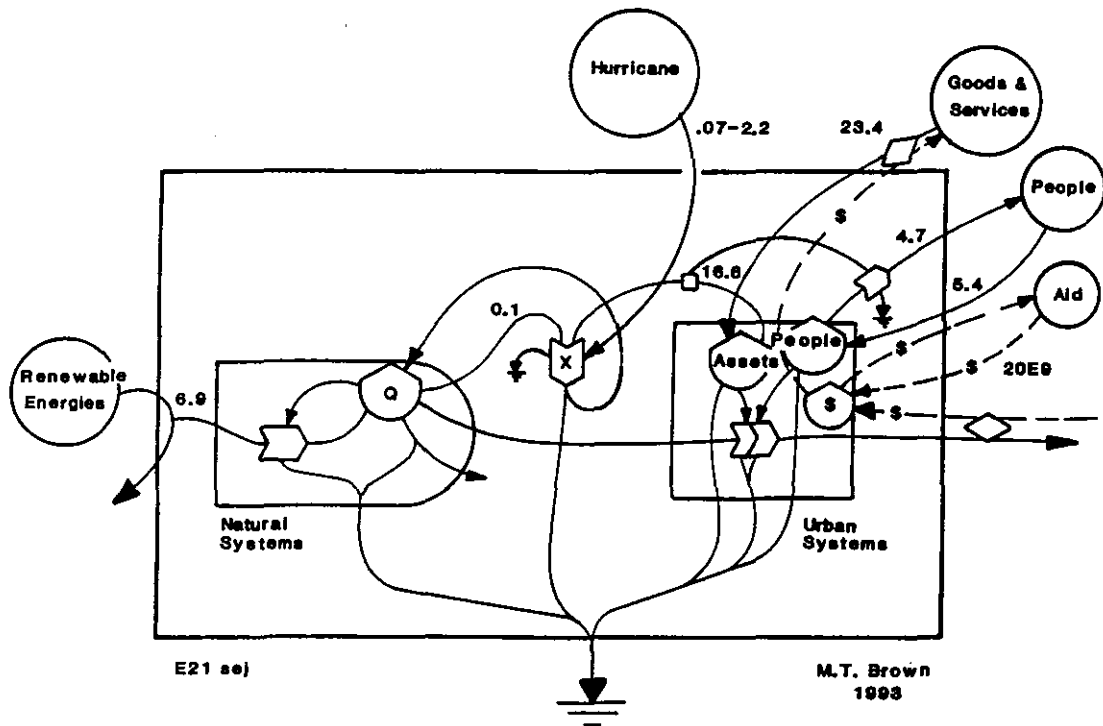 Hurricane
Goods &
Services
.07-2.2
23.4
People
$
4.7
16.6
5.4
Aid
0.1
X
People
Assets
$
$
20E9
Renewable
Energies
Q
$
$
6.9
Natural
Systems
Urban
Systems
E21 sej
M.T. Brown
1993